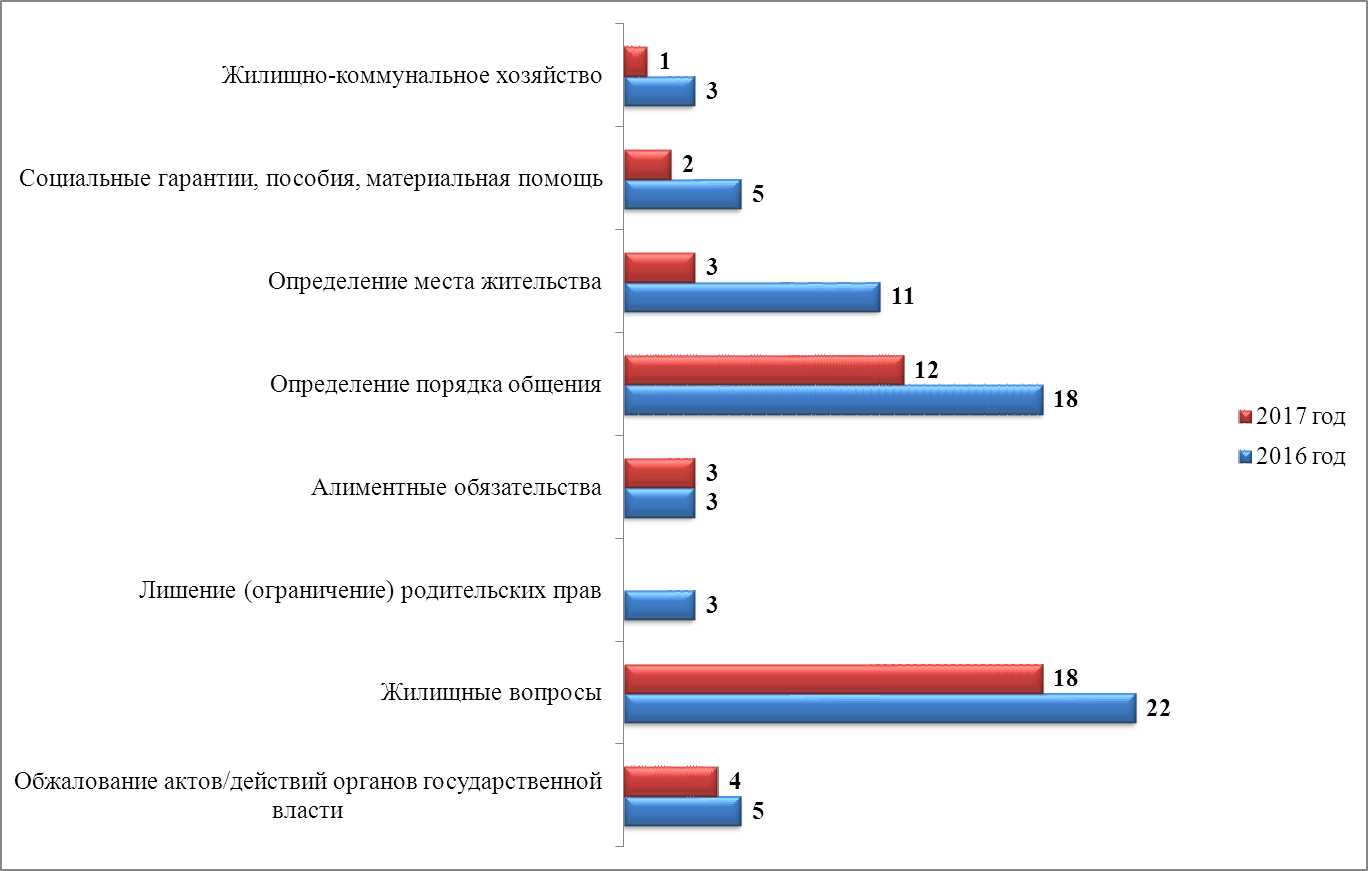 Жилищно-коммунальное хозяйство
1
3
Социальные гарантии, пособия, материальная помощь
2
5
Определение места жительства
3
11
Определение порядка общения
12
18
Алиментные обязательства
3
3
Лишение (ограничение) родительских прав
3
Жилищные вопросы
18
22
Обжалование актов/действий органов государственной
власти
4
5
2017 год
2016 год